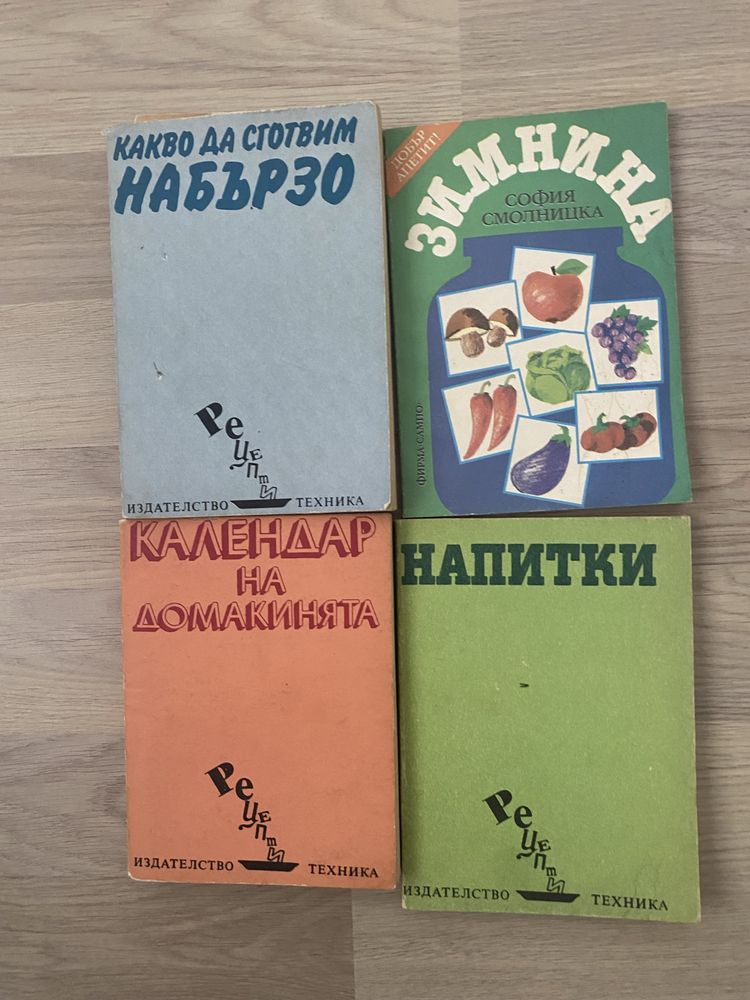 КАКВО ДА СГОТВИМ
НАБЪРЗО
Рецепти
ИЗДАТЕЛСТВО ТЕХНИКА
ДОБЪР
АПЕТИТ!
ЗИМНИНА
СОФИЯ
СМОЛНИЦКА
ФИРМА·САМПО
КАЛЕНДАР
НА
ДОМАКИНЯТА
Рецепти
ИЗДАТЕЛСТВО ТЕХНИКА
НАПИТКИ
Рецепти
ИЗДАТЕЛСТВО ТЕХНИКА